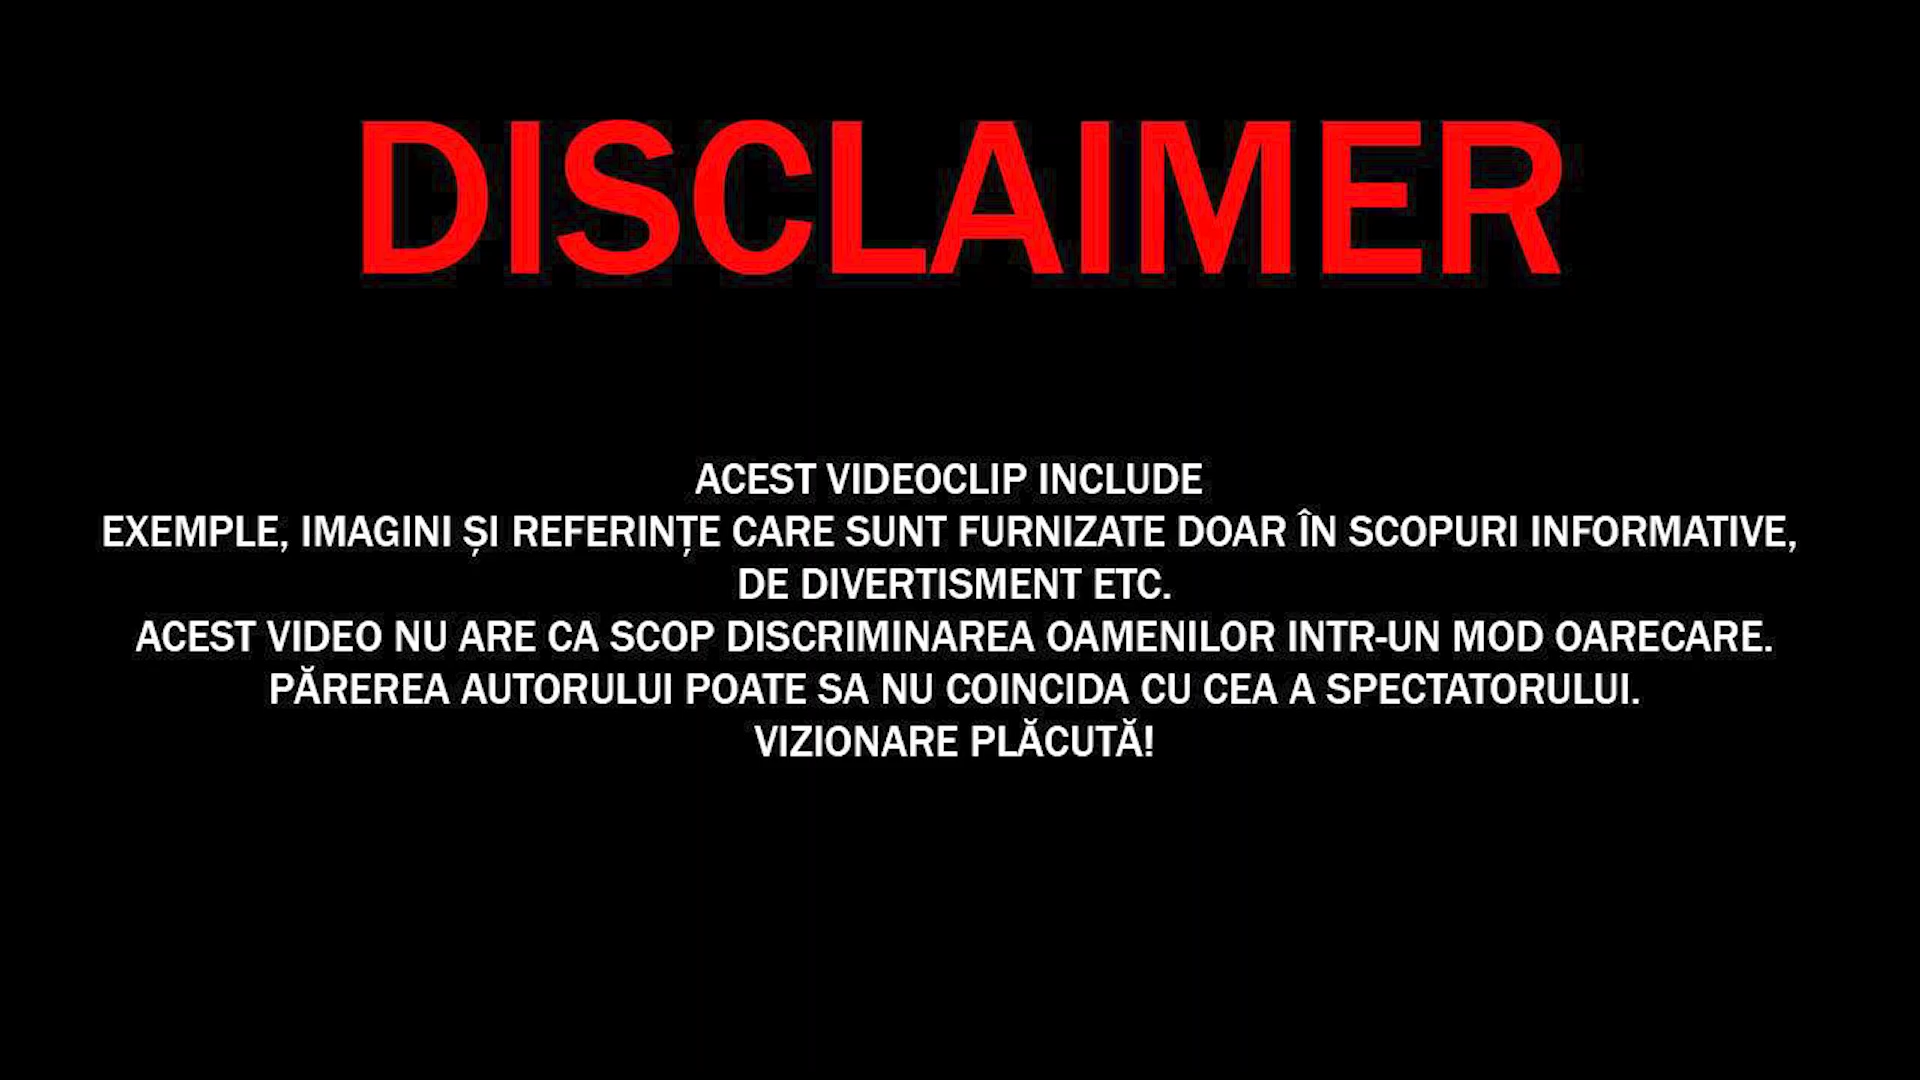 DISCLAIMER
ACEST VIDEOCLIP INCLUDE
EXEMPLE, IMAGINI ȘI REFERINȚE CARE SUNT FURNIZATE DOAR ÎN SCOPURI INFORMATIVE,
DE DIVERTISMENT ETC.
ACEST VIDEO NU ARE CA SCOP DISCRIMINAREA OAMENILOR INTR-UN MOD OARECARE.
PĂREREA AUTORULUI POATE SA NU COINCIDA CU CEA A SPECTATORULUI.
VIZIONARE PLĂCUTĂ!